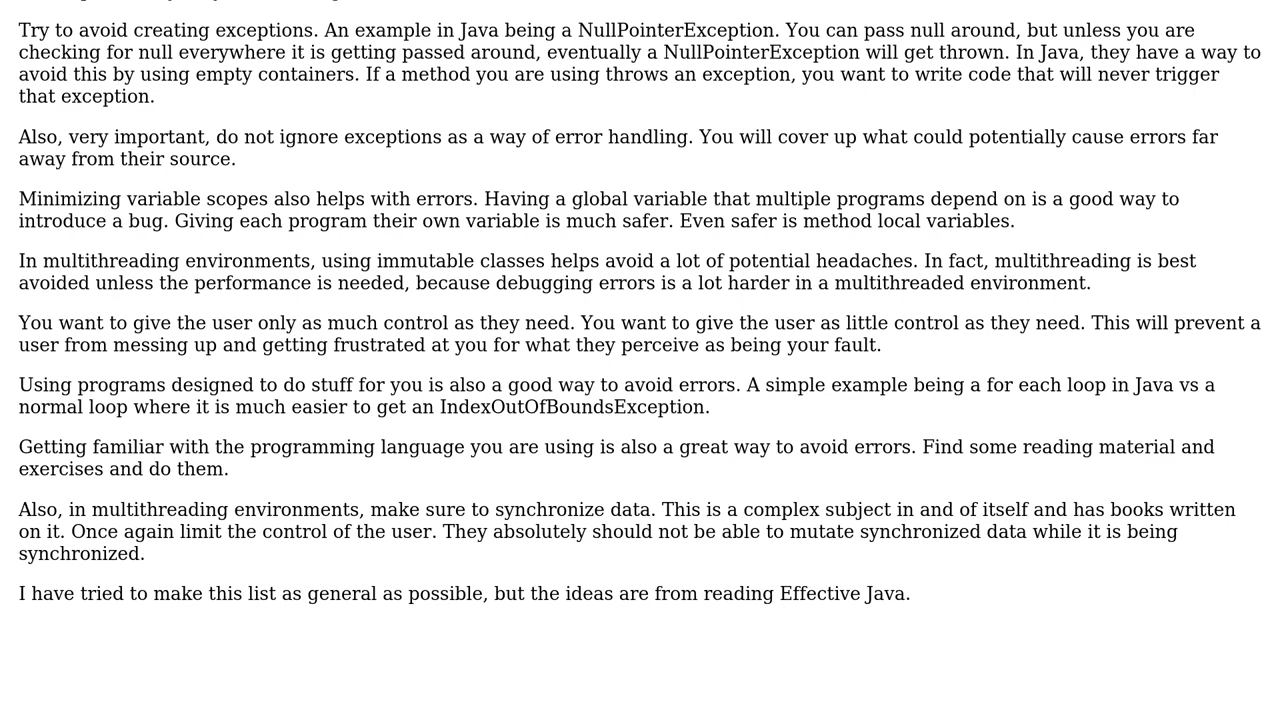 Try to avoid creating exceptions. An example in Java being a NullPointerException. You can pass null around, but unless you are
checking for null everywhere it is getting passed around, eventually a NullPointerException will get thrown. In Java, they have a way to
avoid this by using empty containers. If a method you are using throws an exception, you want to write code that will never trigger
that exception.
Also, very important, do not ignore exceptions as a way of error handling. You will cover up what could potentially cause errors far
away from their source.
Minimizing variable scopes also helps with errors. Having a global variable that multiple programs depend on is a good way to
introduce a bug. Giving each program their own variable is much safer. Even safer is method local variables.
In multithreading environments, using immutable classes helps avoid a lot of potential headaches. In fact, multithreading is best
avoided unless the performance is needed, because debugging errors is a lot harder in a multithreaded environment.
You want to give the user only as much control as they need. You want to give the user as little control as they need. This will prevent a
user from messing up and getting frustrated at you for what they perceive as being your fault.
Using programs designed to do stuff for you is also a good way to avoid errors. A simple example being a for each loop in Java vs a
normal loop where it is much easier to get an IndexOutOfBoundsException.
Getting familiar with the programming language you are using is also a great way to avoid errors. Find some reading material and
exercises and do them.
Also, in multithreading environments, make sure to synchronize data. This is a complex subject in and of itself and has books written
on it. Once again limit the control of the user. They absolutely should not be able to mutate synchronized data while it is being
synchronized.
I have tried to make this list as general as possible, but the ideas are from reading Effective Java.